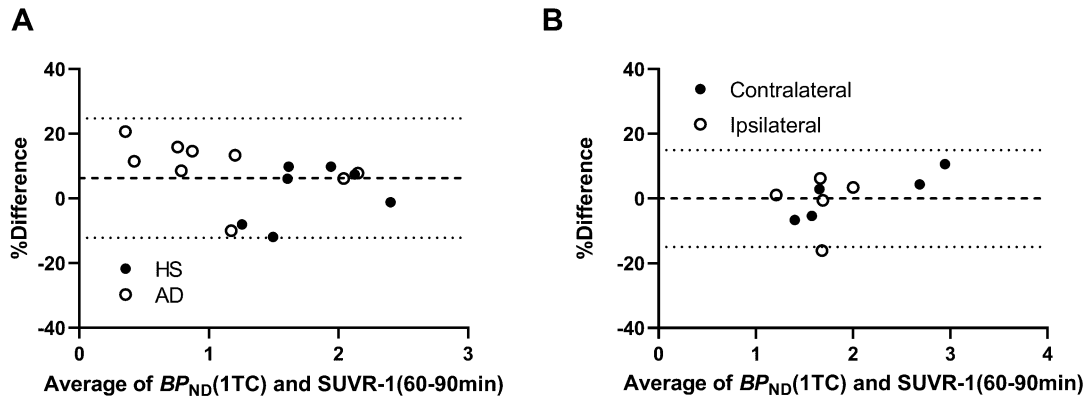 A
40
20
0
-20
-40
%Difference
HS
AD
0 1 2 3
Average of BPND(1TC) and SUVR-1(60-90min)
B
40
20
0
-20
-40
%Difference
Contralateral
Ipsilateral
0 1 2 3 4
Average of BPND(1TC) and SUVR-1(60-90min)